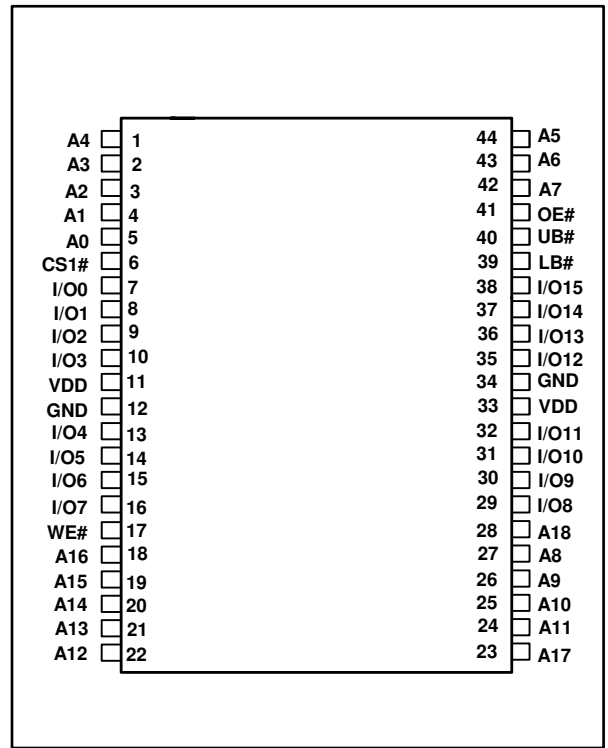 A4 1 44 A5
A3 2 43 A6
A2 3 42 A7
A1 4 41 OE#
A0 5 40 UB#
CS1# 6 39 LB#
I/O0 7 38 I/O15
I/O1 8 37 I/O14
I/O2 9 36 I/O13
I/O3 10 35 I/O12
VDD 11 34 GND
GND 12 33 VDD
I/O4 13 32 I/O11
I/O5 14 31 I/O10
I/O6 15 30 I/O9
I/O7 16 29 I/O8
WE# 17 28 A18
A16 18 27 A8
A15 19 26 A9
A14 20 25 A10
A13 21 24 A11
A12 22 23 A17